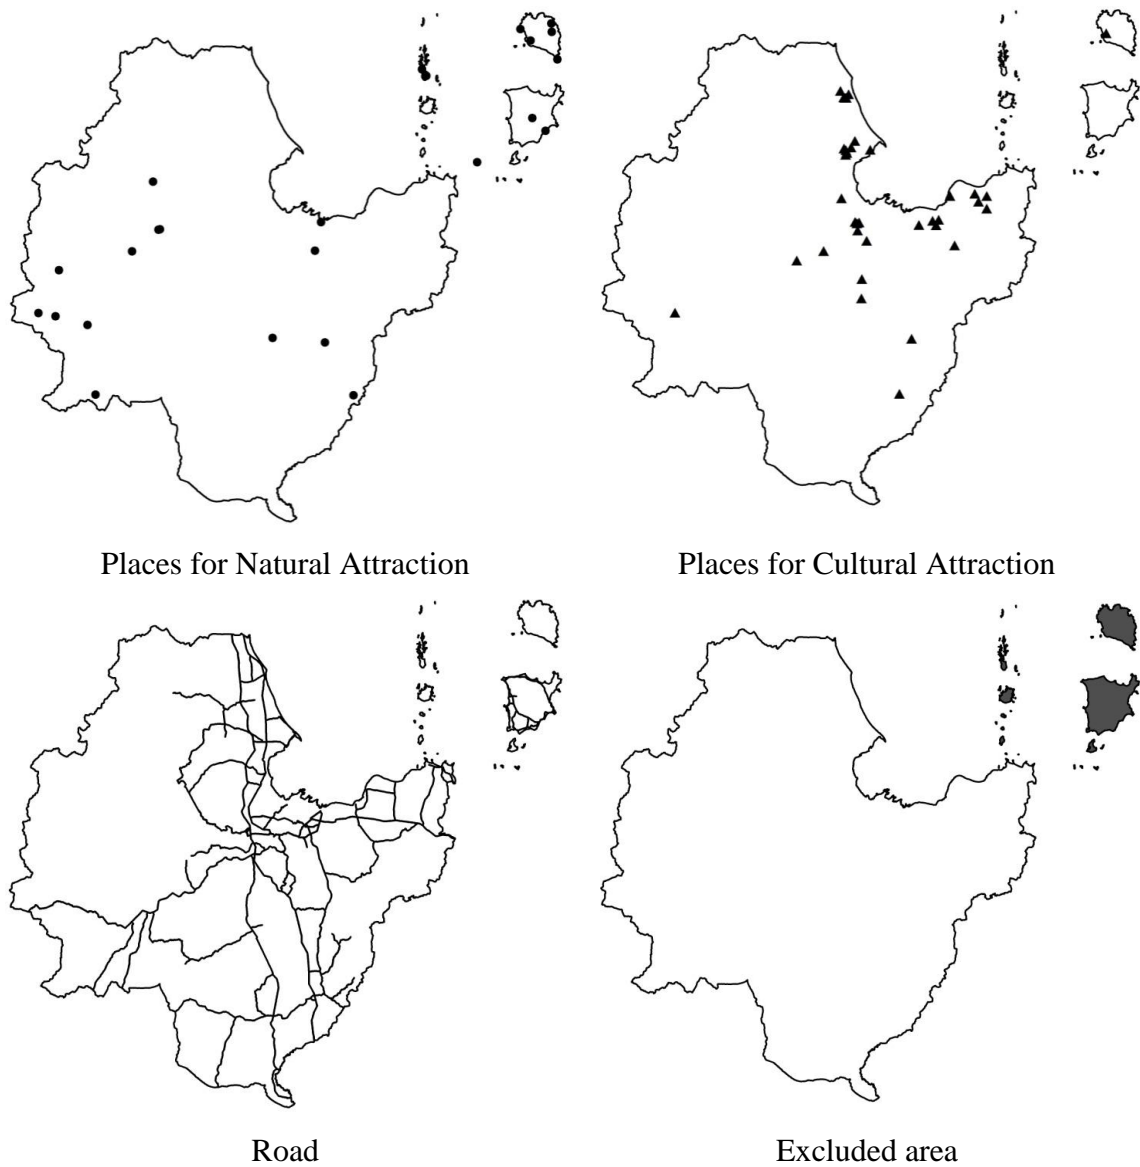 Places for Natural Attraction
Places for Cultural Attraction
Road
Excluded area